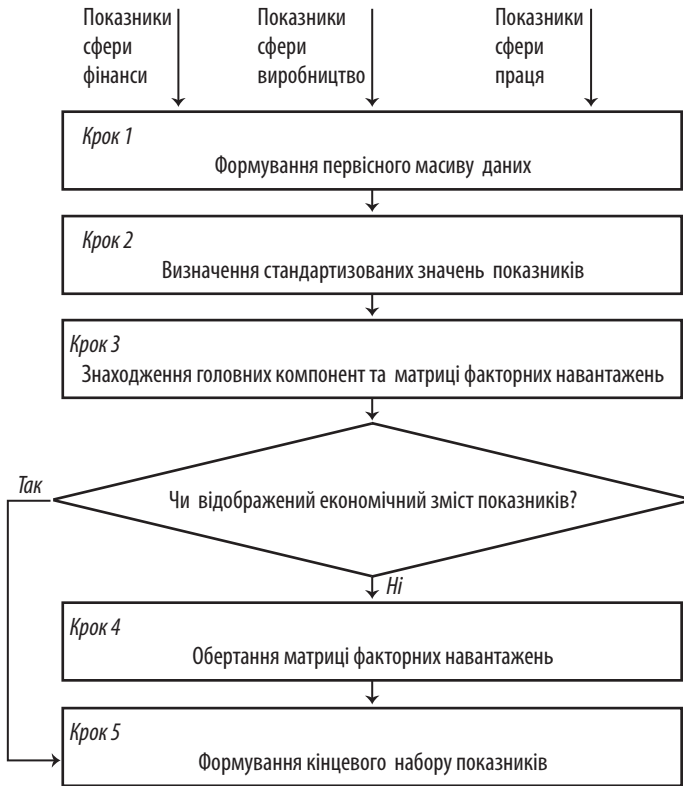 Показники
сфери
фінанси
Показники
сфери
виробництво
Показники
сфери
праця
Крок 1
Формування первісного масиву даних
Крок 2
Визначення стандартизованих значень показників
Крок 3
Знаходження головних компонент та матриці факторних навантажень
Так
Чи відображений економічний зміст показників?
Ні
Крок 4
Обертання матриці факторних навантажень
Крок 5
Формування кінцевого набору показників